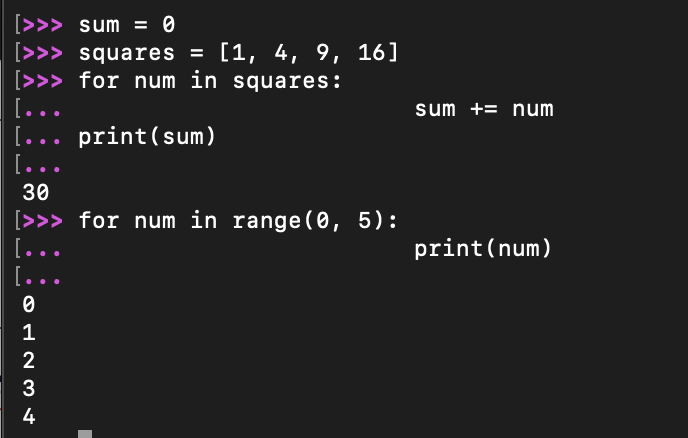 [>>> sum = 0
[>>> squares = [1, 4, 9, 16]
[>>> for num in squares:
[...                         sum += num
[... print(sum)
[...
30
[>>> for num in range(0, 5):
[...                         print(num)
[...
0
1
2
3
4